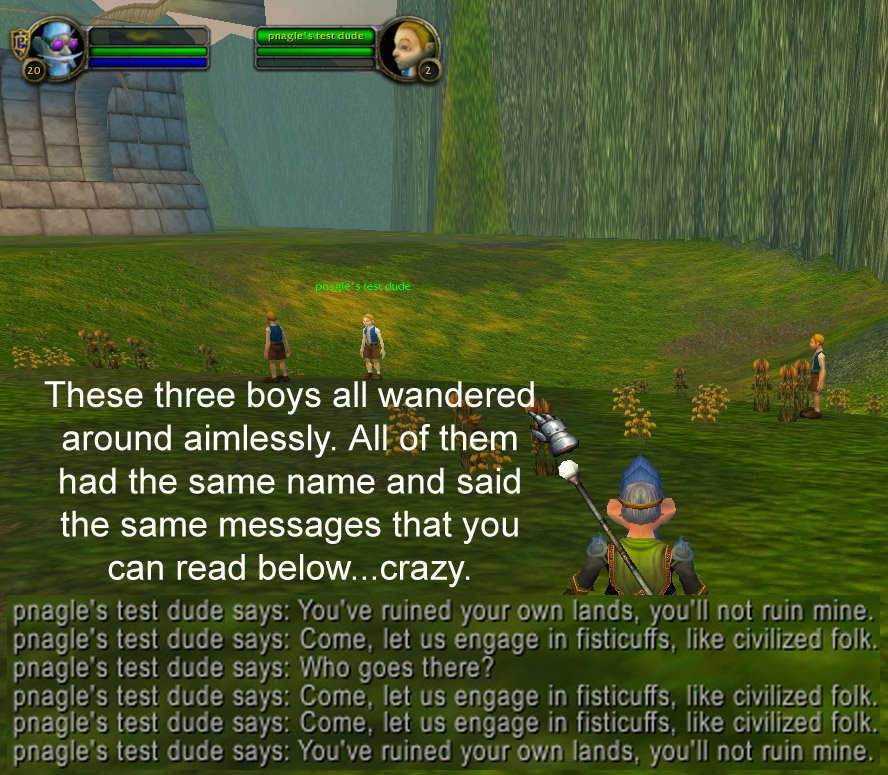 pnagle's test dude
20
2
pnagle's test dude
These three boys all wandered
around aimlessly. All of them
had the same name and said
the same messages that you
can read below...crazy.
pnagle's test dude says: You've ruined your own lands, you'll not ruin mine.
pnagle's test dude says: Come, let us engage in fisticuffs, like civilized folk.
pnagle's test dude says: Who goes there?
pnagle's test dude says: Come, let us engage in fisticuffs, like civilized folk.
pnagle's test dude says: Come, let us engage in fisticuffs, like civilized folk.
pnagle's test dude says: You've ruined your own lands, you'll not ruin mine.